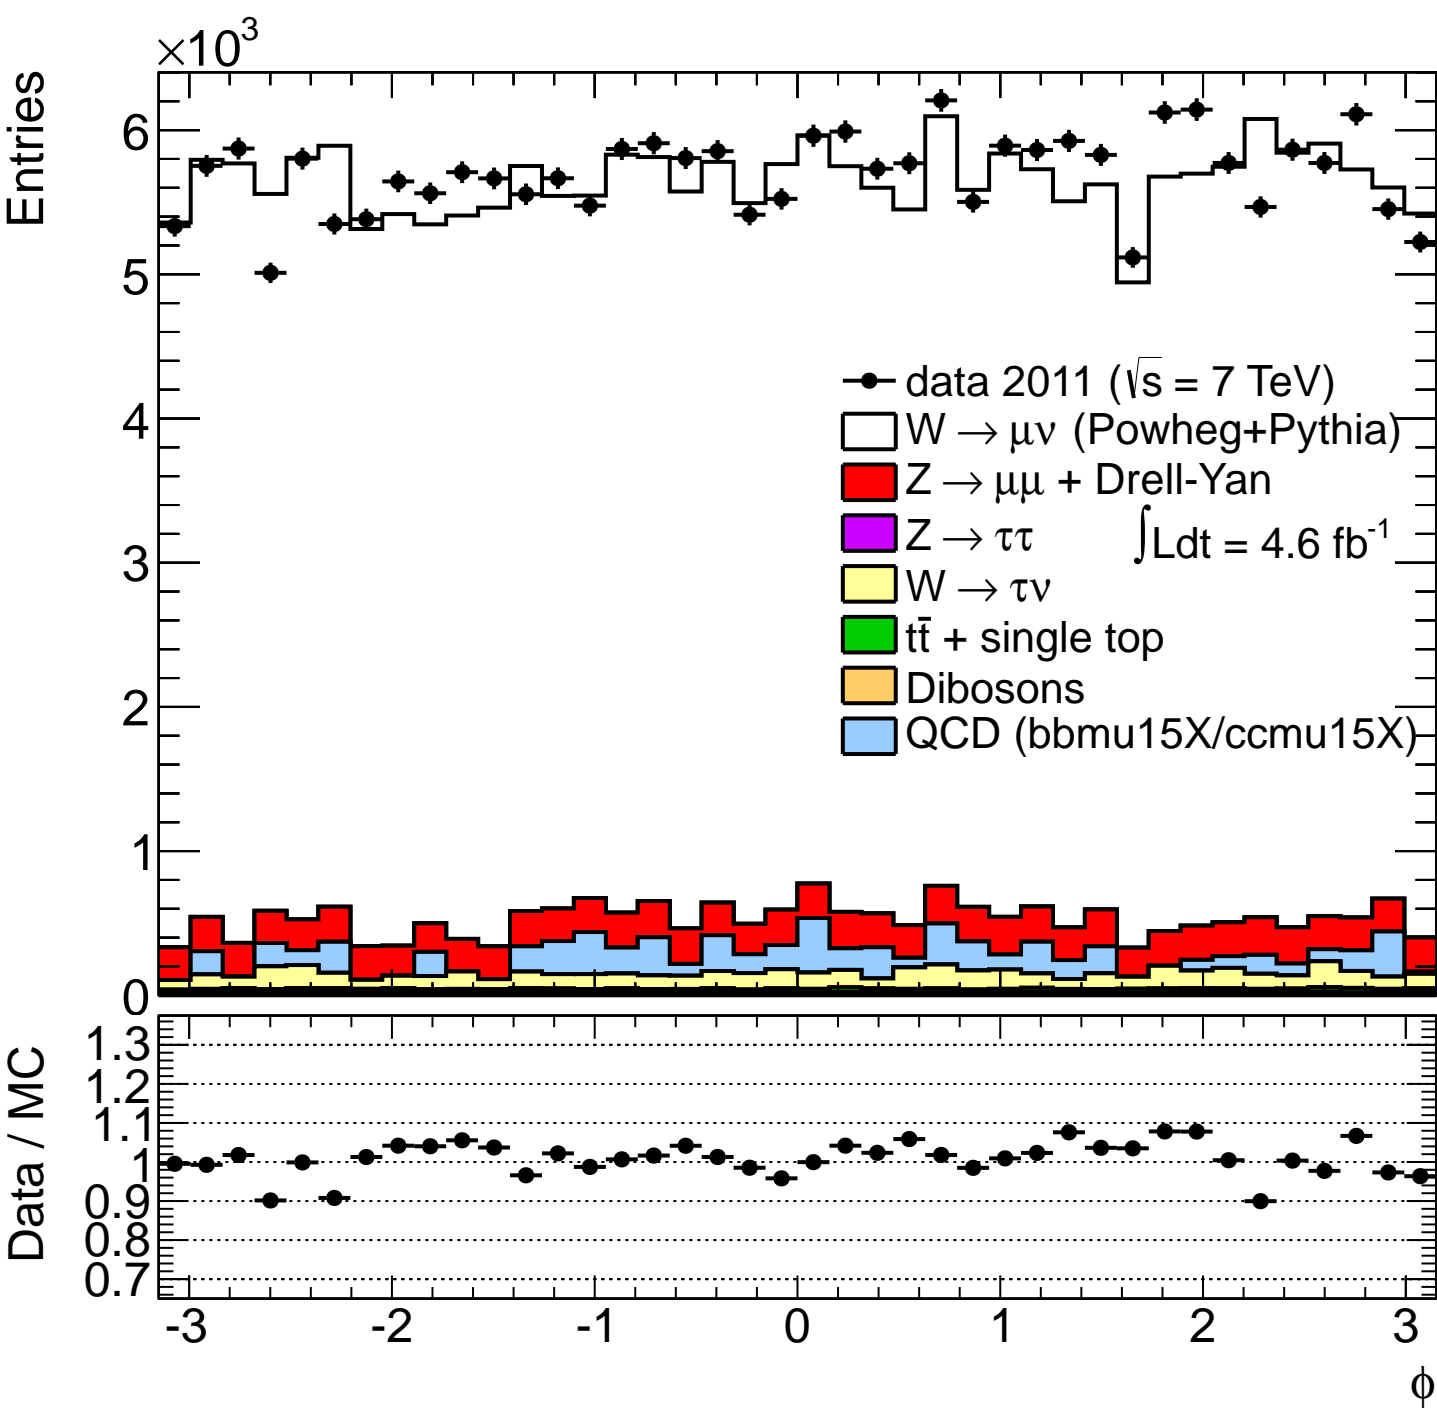 ×10³
Entries
6
5
4
3
2
1
0
data 2011 (√s = 7 TeV)
W → μν (Powheg+Pythia)
Z → μμ + Drell-Yan
Z → ττ
∫Ldt = 4.6 fb⁻¹
W → τν
tt̄ + single top
Dibosons
QCD (bbmu15X/ccmu15X)
Data / MC
1.3
1.2
1.1
1
0.9
0.8
0.7
-3 -2 -1 0 1 2 3
ϕ